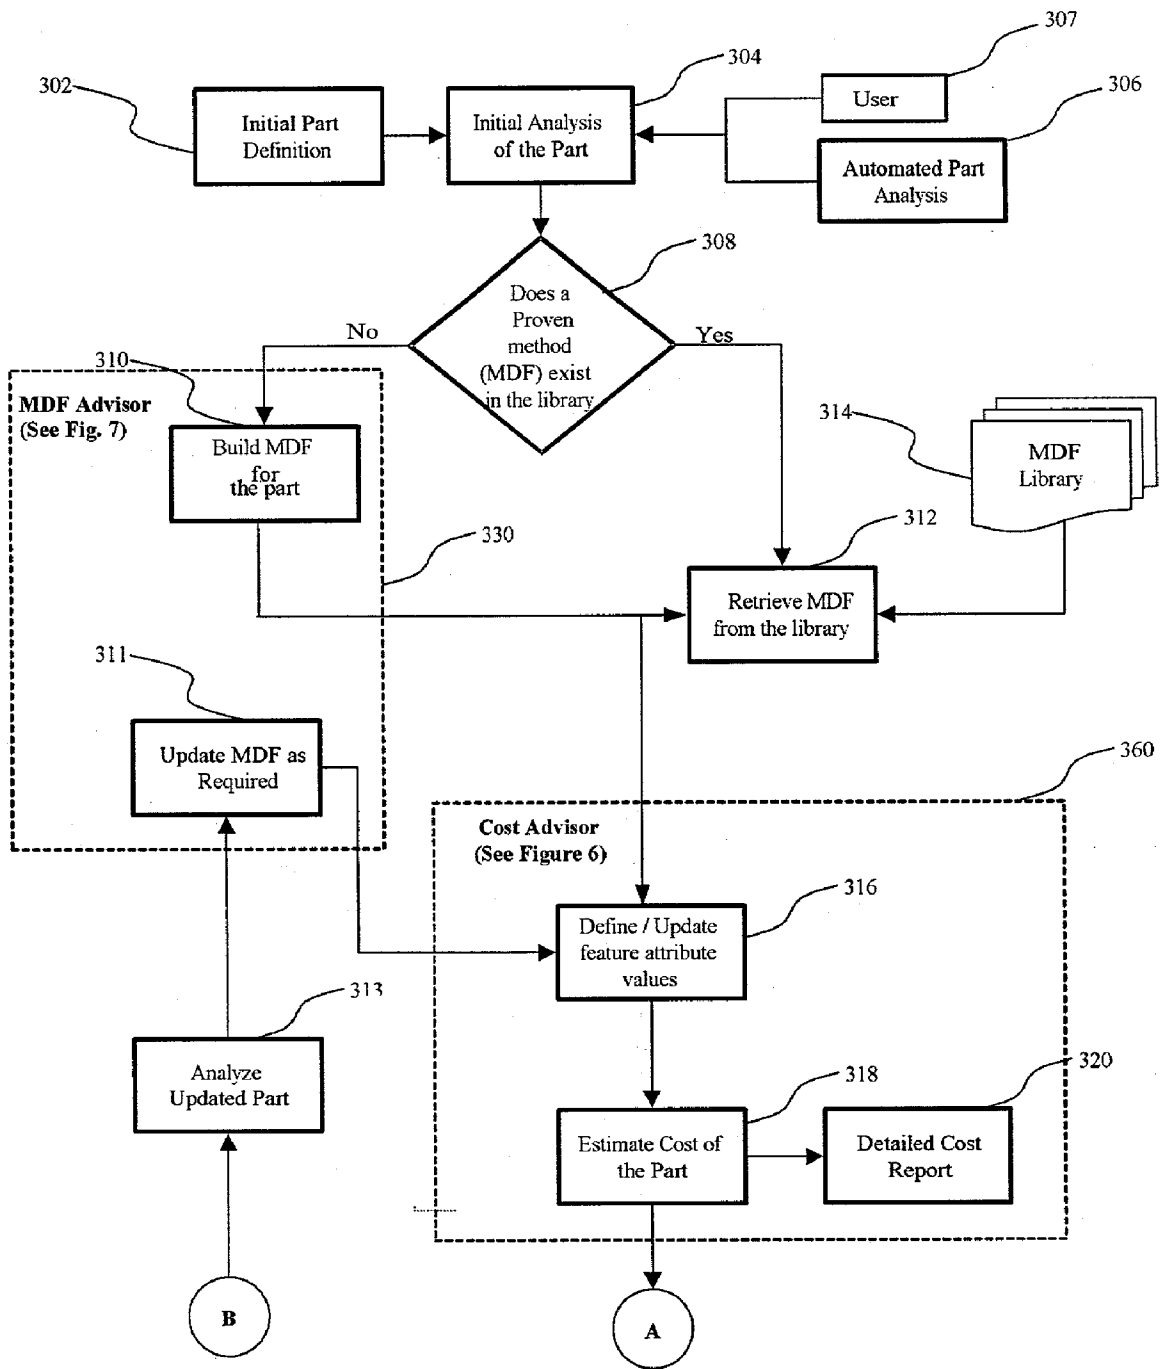 307
304
302
306
User
Initial Part
Definition
Initial Analysis
of the Part
Automated Part
Analysis
308
Does a
Proven
method
(MDF) exist
in the library
No
Yes
310
MDF Advisor
(See Fig. 7)
314
Build MDF
for
the part
MDF
Library
312
330
Retrieve MDF
from the library
311
Update MDF as
Required
360
Cost Advisor
(See Figure 6)
316
Define / Update
feature attribute
values
313
Analyze
Updated Part
318
320
Estimate Cost of
the Part
Detailed Cost
Report
B
A